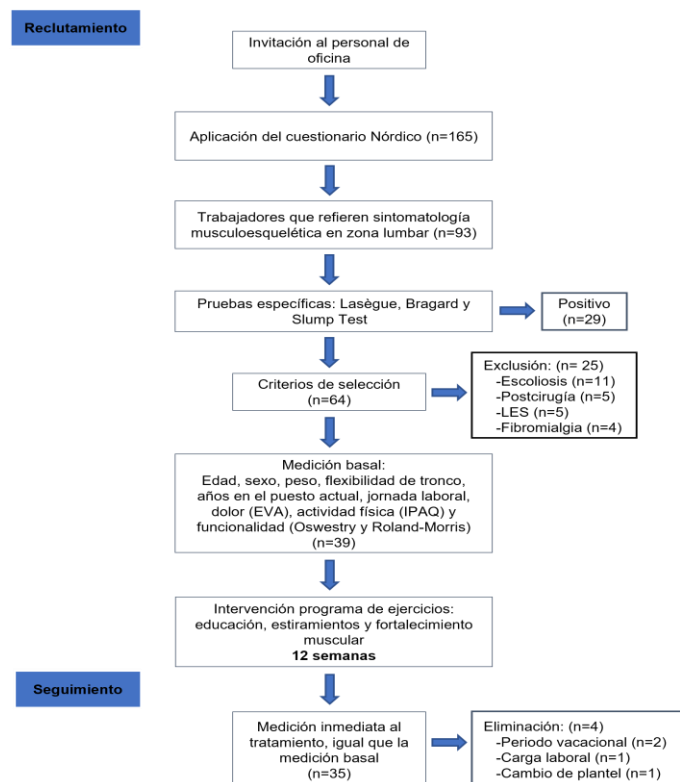 Reclutamiento
Invitación al personal de
oficina
Aplicación del cuestionario Nórdico (n=165)
Trabajadores que refieren sintomatología
musculoesquelética en zona lumbar (n=93)
Pruebas específicas: Lasègue, Bragard y
Slump Test
Positivo
(n=29)
Criterios de selección
(n=64)
Exclusión: (n= 25)
-Escoliosis (n=11)
-Postcirugía (n=5)
-LES (n=5)
-Fibromialgia (n=4)
Medición basal:
Edad, sexo, peso, flexibilidad de tronco,
años en el puesto actual, jornada laboral,
dolor (EVA), actividad física (IPAQ) y
funcionalidad (Oswestry y Roland-Morris)
(n=39)
Intervención programa de ejercicios:
educación, estiramientos y fortalecimiento
muscular
12 semanas
Seguimiento
Medición inmediata al
tratamiento, igual que la
medición basal
(n=35)
Eliminación: (n=4)
-Periodo vacacional (n=2)
-Carga laboral (n=1)
-Cambio de plantel (n=1)